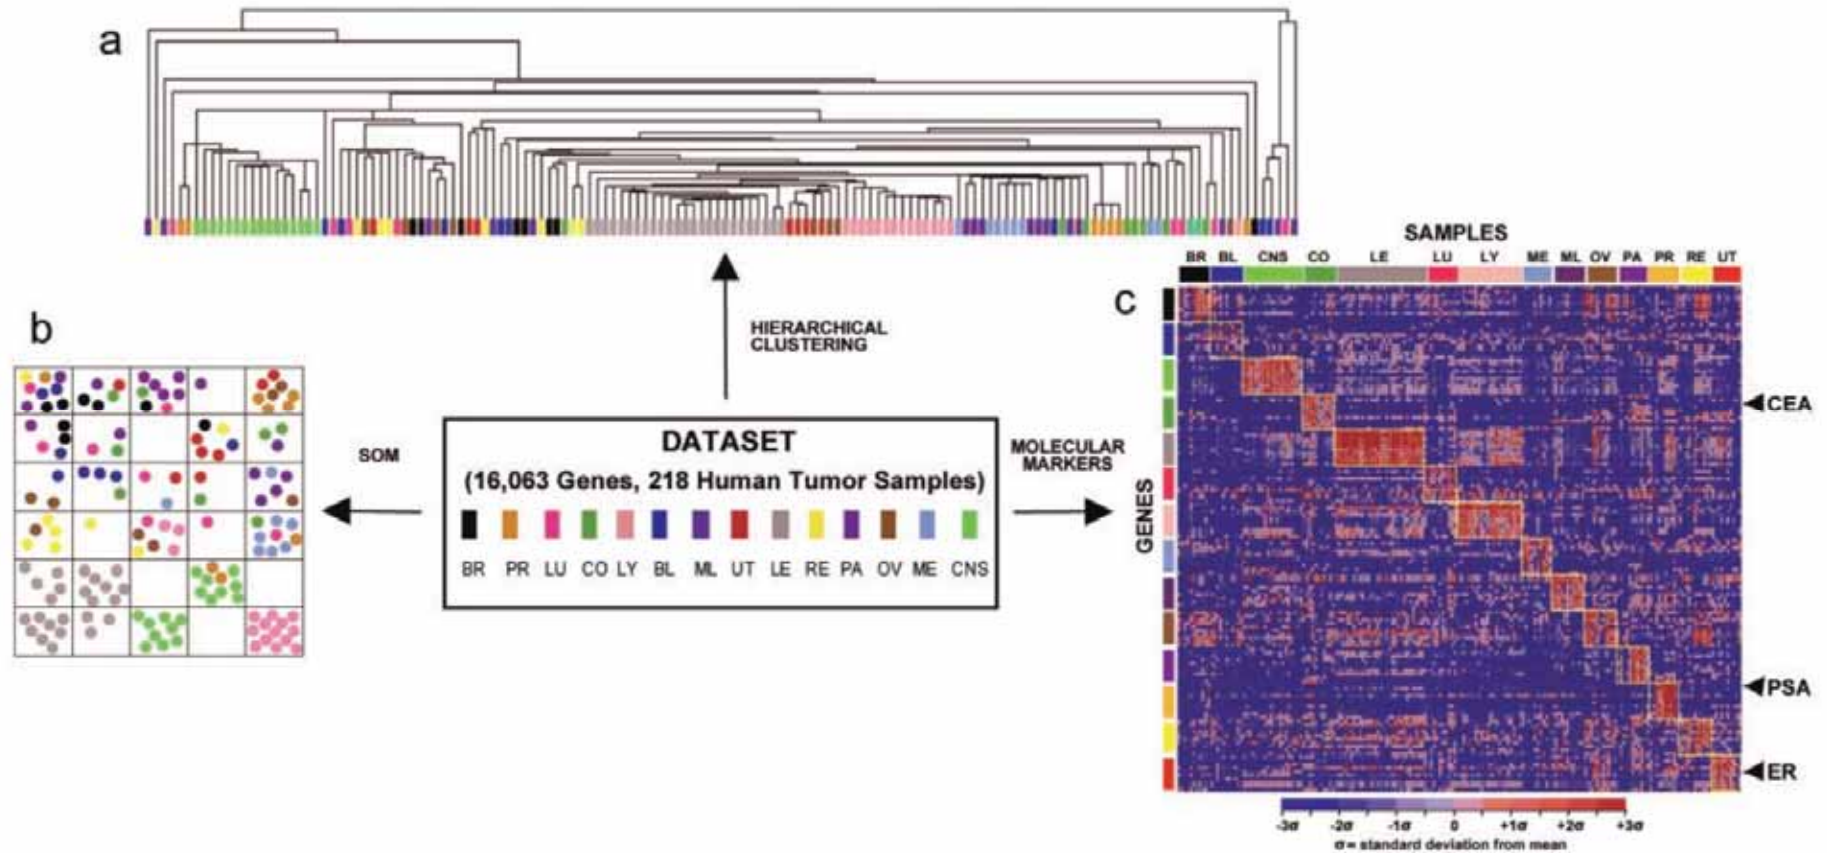 a
SAMPLES
BR BL CNS CO LE LU LY ME ML OV PA PR RE UT
c
b
HIERARCHICAL
CLUSTERING
CEA
DATASET
(16,063 Genes, 218 Human Tumor Samples)
BR PR LU CO LY BL ML UT LE RE PA OV ME CNS
SOM
MOLECULAR
MARKERS
GENES
PSA
ER
-3σ -2σ -1σ 0 +1σ +2σ +3σ
σ = standard deviation from mean